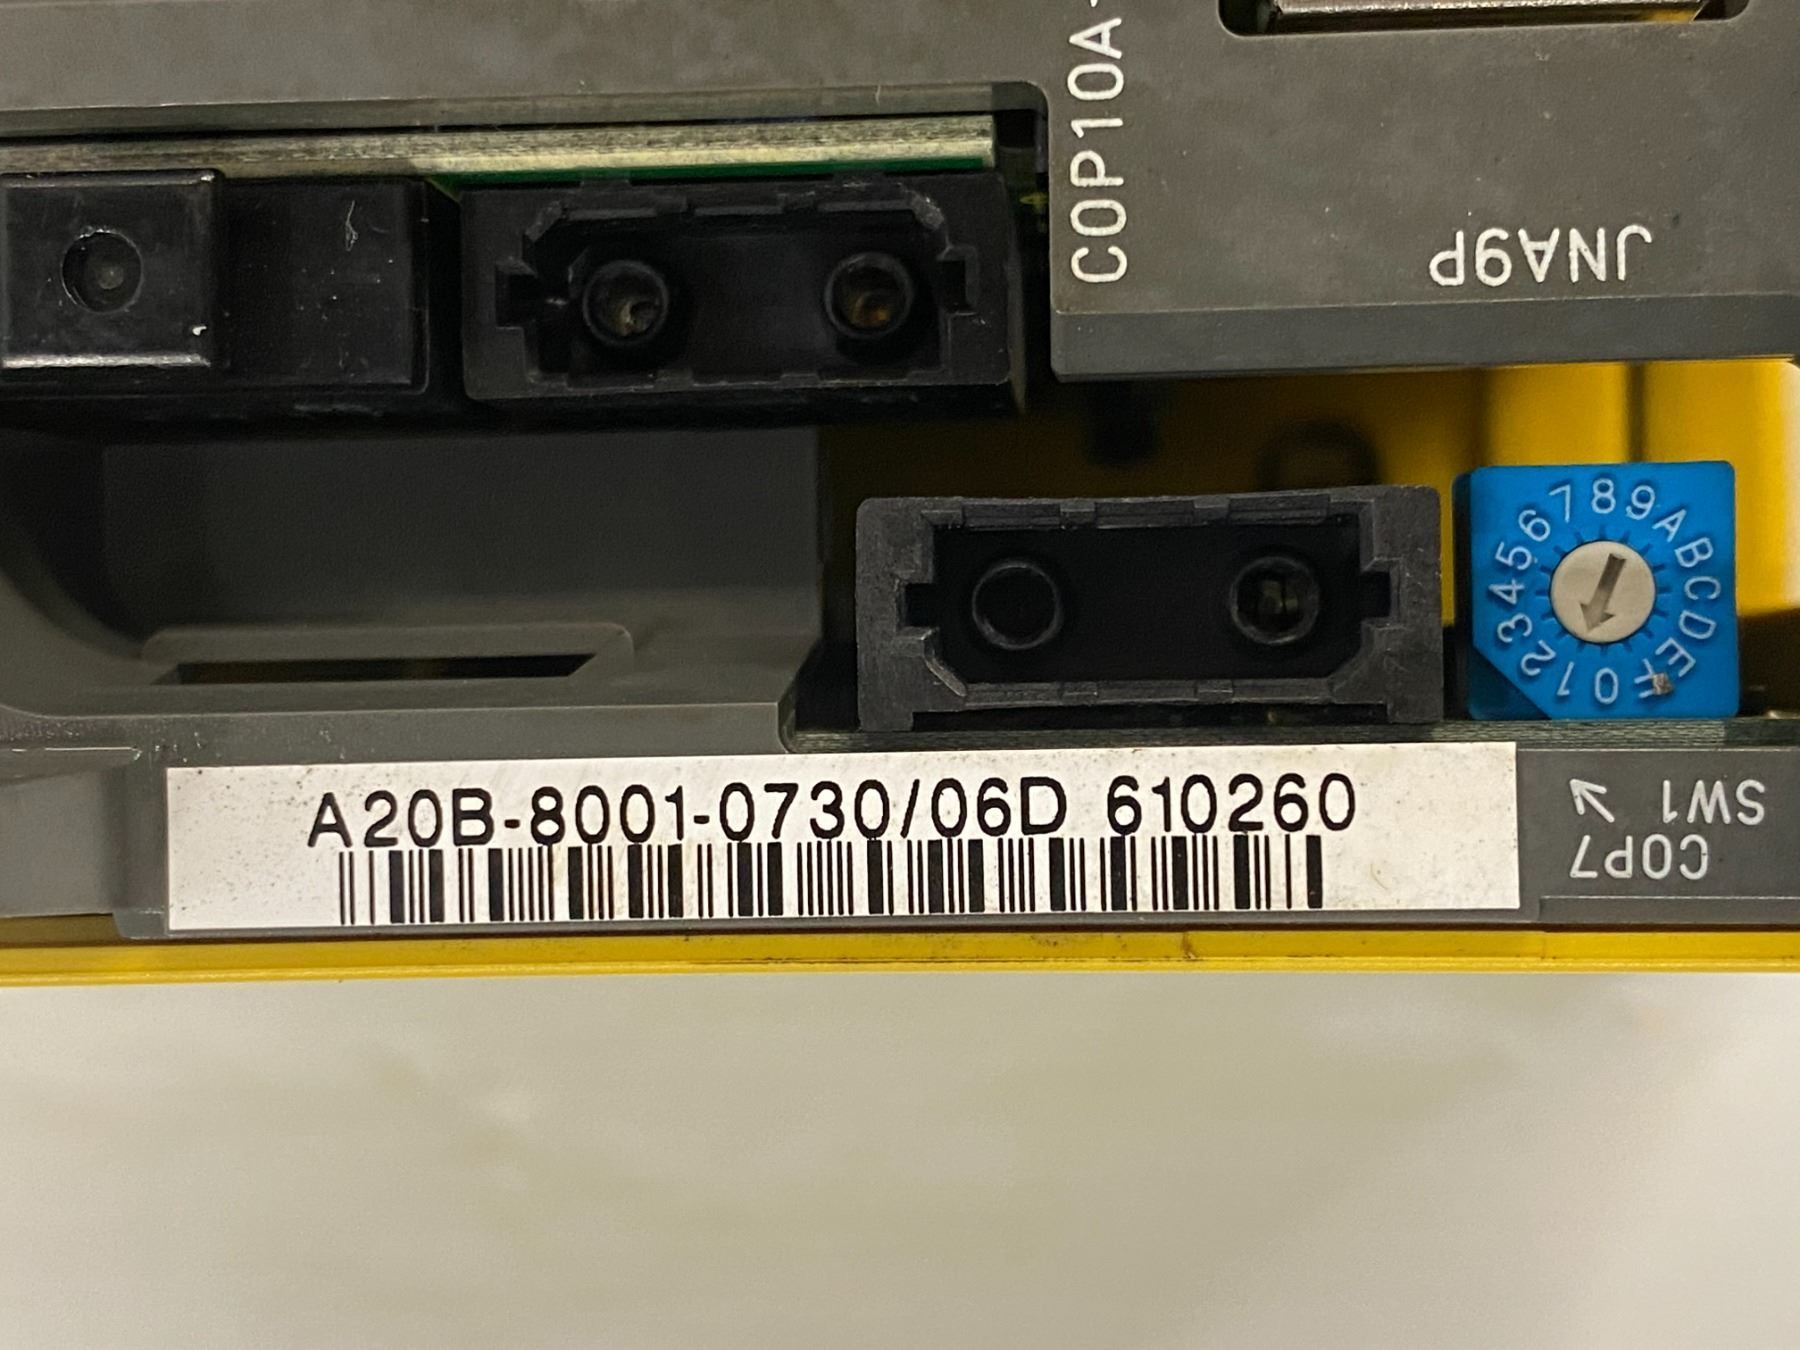 COP10A
JNA9P
0123456789ABCDEF
A20B-8001-0730/06D 610260
SW1
COP7